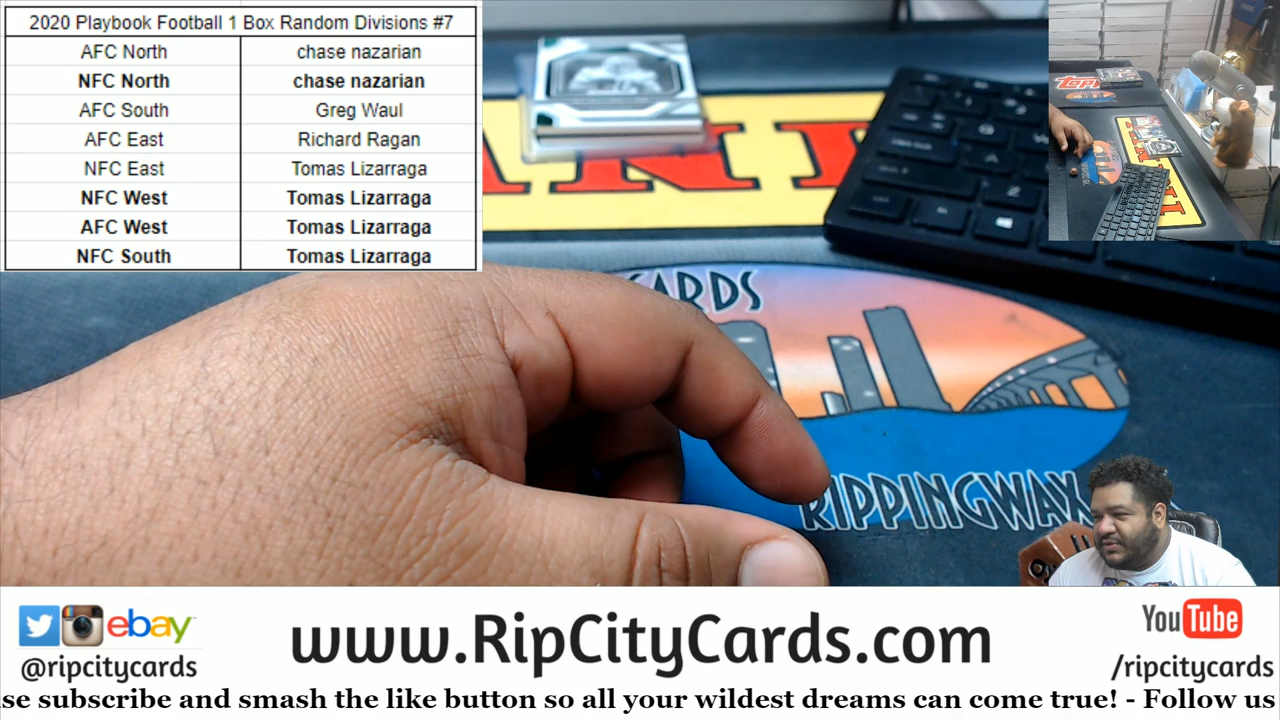 2020 Playbook Football 1 Box Random Divisions #7
AFC North chase nazarian
NFC North chase nazarian
AFC South Greg Waul
AFC East Richard Ragan
NFC East Tomas Lizarraga
NFC West Tomas Lizarraga
AFC West Tomas Lizarraga
NFC South Tomas Lizarraga
CARDS
RIPPINGWAX
ebay
@ripcitycards
www.RipCityCards.com
YouTube
/ripcitycards
se subscribe and smash the like button so all your wildest dreams can come true! - Follow us